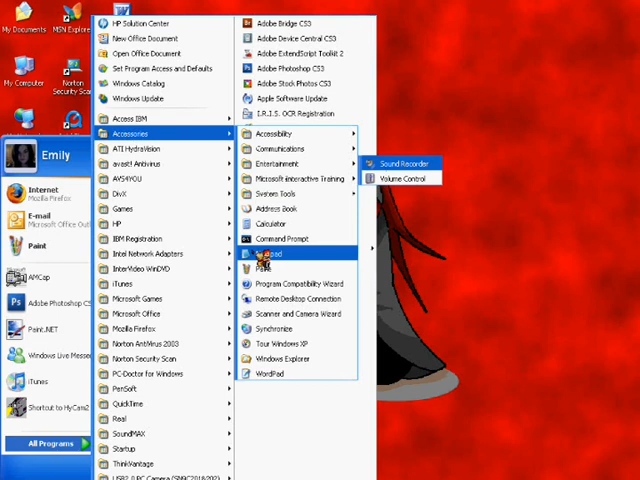 My Documents
MSN Explorer
My Computer
Norton
Security Scan
Emily
Internet
Mozilla Firefox
E-mail
Microsoft Office Outl
Paint
AMCap
Adobe Photoshop CS
Paint.NET
Windows Live Messe
iTunes
Shortcut to HyCam2
All Programs
HP Solution Center
New Office Document
Open Office Document
Set Program Access and Defaults
Windows Catalog
Windows Update
Access IBM
Accessories
ATI HydraVision
avast! Antivirus
AVS4YOU
DivX
Games
HP
IBM Registration
Intel Network Adapters
InterVideo WinDVD
iTunes
Microsoft Games
Microsoft Office
Mozilla Firefox
Norton AntiVirus 2003
Norton Security Scan
PC-Doctor for Windows
PenSoft
QuickTime
Real
SoundMAX
Startup
ThinkVantage
USB2.0 PC Camera (SN9C201&202)
Adobe Bridge CS3
Adobe Device Central CS3
Adobe ExtendScript Toolkit 2
Adobe Photoshop CS3
Adobe Stock Photos CS3
Apple Software Update
I.R.I.S. OCR Registration
Accessibility
Communications
Entertainment
Microsoft Interactive Training
System Tools
Address Book
Calculator
Command Prompt
Program Compatibility Wizard
Remote Desktop Connection
Scanner and Camera Wizard
Synchronize
Tour Windows XP
Windows Explorer
WordPad
Sound Recorder
Volume Control